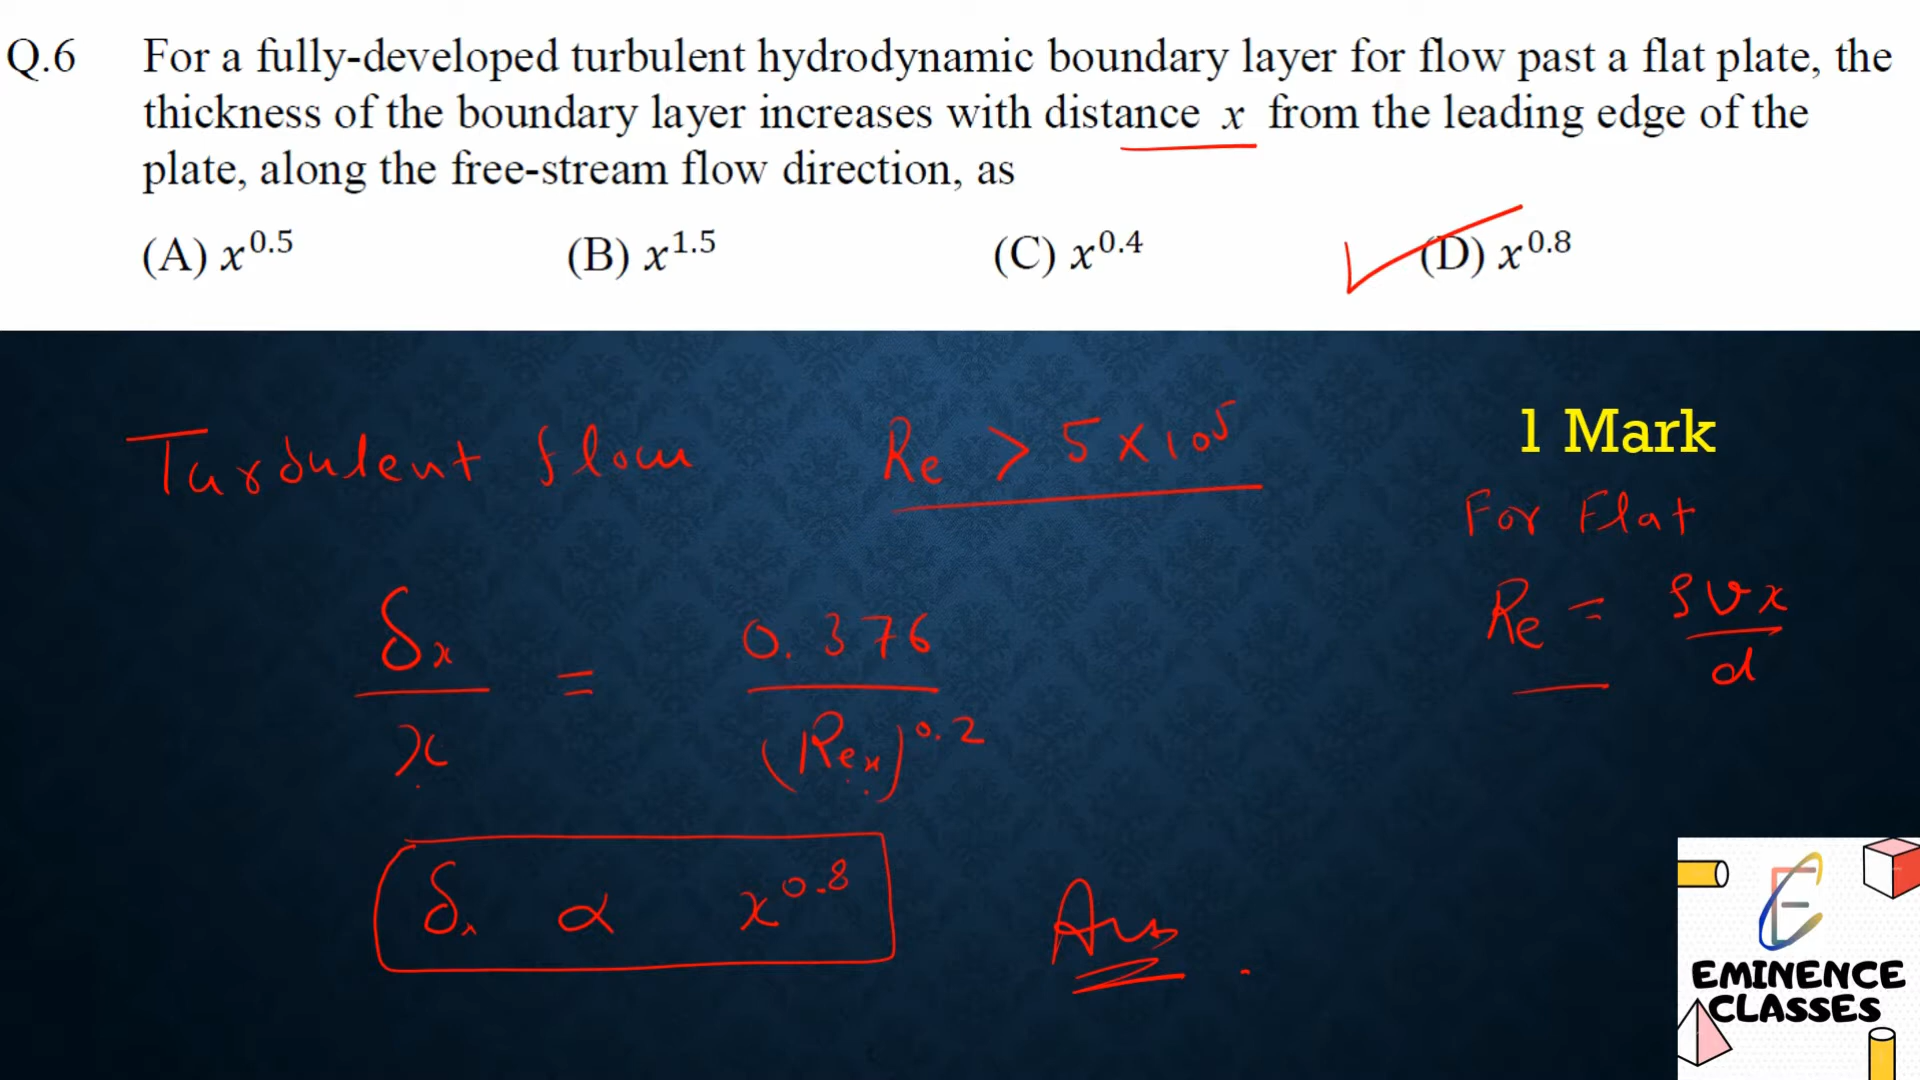 Q.6 For a fully-developed turbulent hydrodynamic boundary layer for flow past a flat plate, the
thickness of the boundary layer increases with distance x from the leading edge of the
plate, along the free-stream flow direction, as
(A) x^0.5 (B) x^1.5 (C) x^0.4 (D) x^0.8
1 Mark
Turbulent flow Re > 5 × 10^5
For Flat
Re = ρvx / d
δx / x = 0.376 / (Rex)^0.2
δx ∝ x^0.8 Ans.
EMINENCE
CLASSES